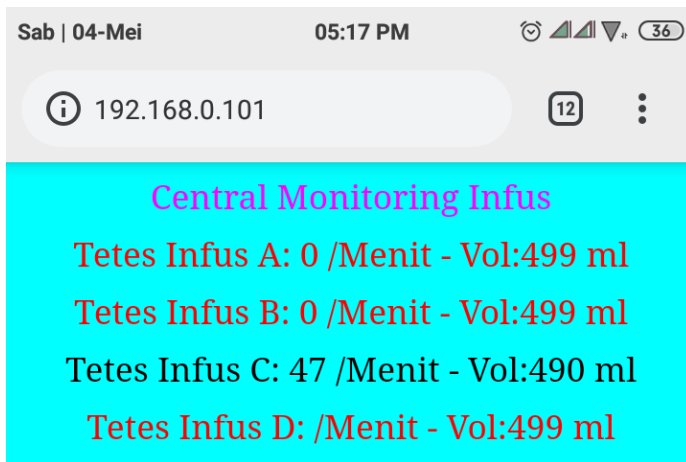 Sab | 04-Mei 05:17 PM 36
192.168.0.101 12
Central Monitoring Infus
Tetes Infus A: 0 /Menit - Vol:499 ml
Tetes Infus B: 0 /Menit - Vol:499 ml
Tetes Infus C: 47 /Menit - Vol:490 ml
Tetes Infus D: /Menit - Vol:499 ml